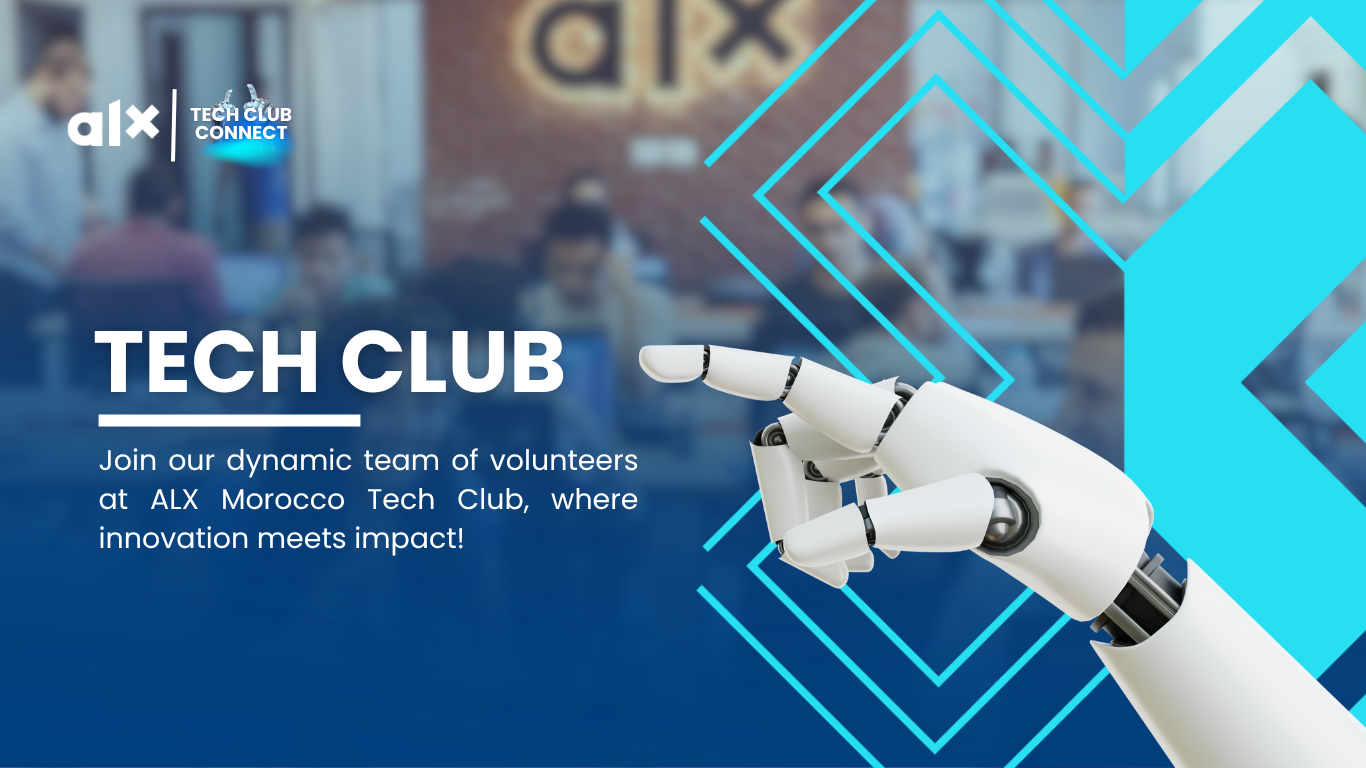 alx
alx
TECH CLUB
CONNECT
TECH CLUB
Join our dynamic team of volunteers
at ALX Morocco Tech Club, where
innovation meets impact!